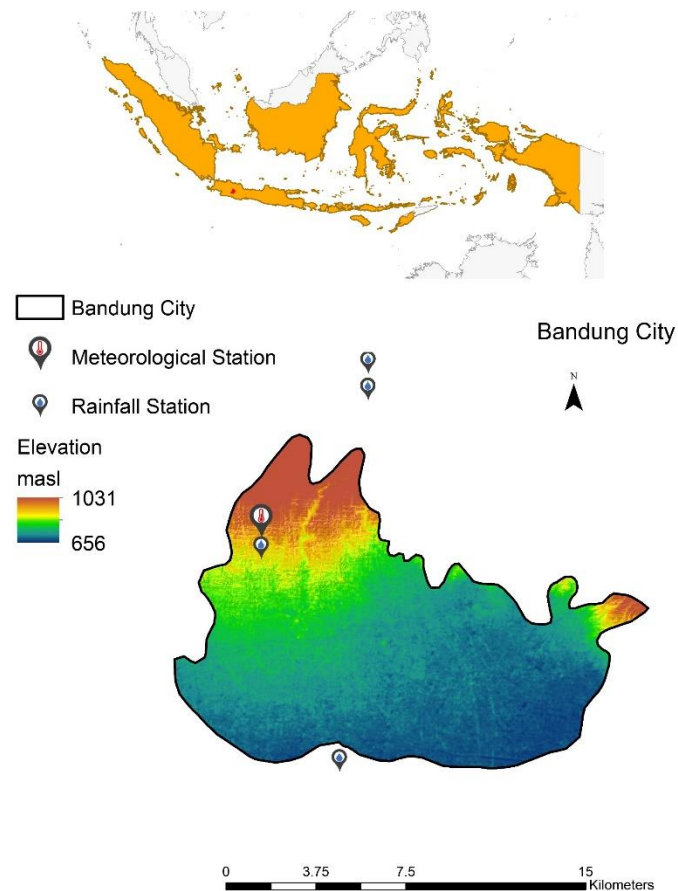 Bandung City
Meteorological Station
Rainfall Station
Elevation
masl
1031
656
Bandung City
N
0 3.75 7.5 15
Kilometers